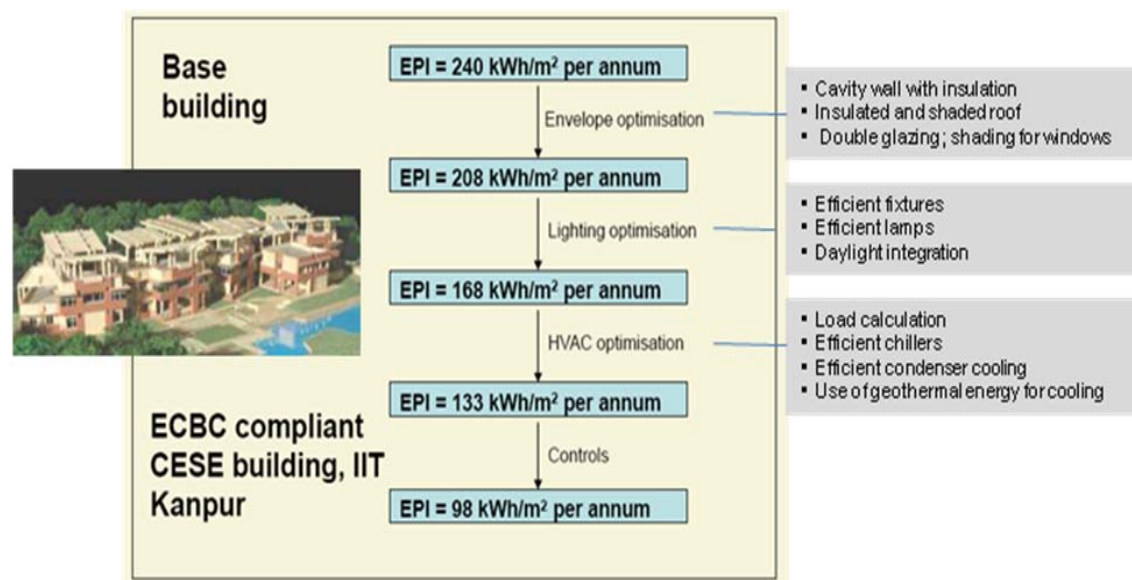 Base
building
EPI = 240 kWh/m² per annum
Envelope optimisation
▪ Cavity wall with insulation
▪ Insulated and shaded roof
▪ Double glazing; shading for windows
EPI = 208 kWh/m² per annum
Lighting optimisation
▪ Efficient fixtures
▪ Efficient lamps
▪ Daylight integration
EPI = 168 kWh/m² per annum
HVAC optimisation
▪ Load calculation
▪ Efficient chillers
▪ Efficient condenser cooling
▪ Use of geothermal energy for cooling
EPI = 133 kWh/m² per annum
ECBC compliant
CESE building, IIT
Kanpur
Controls
EPI = 98 kWh/m² per annum